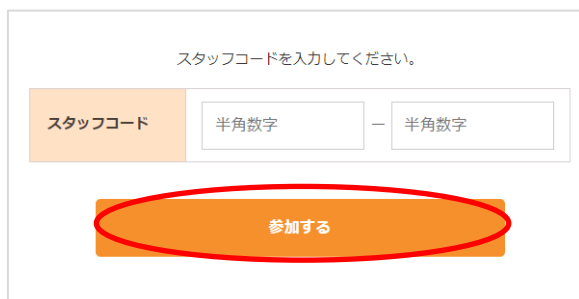 スタッフコードを入力してください。
スタッフコード 半角数字 － 半角数字
参加する